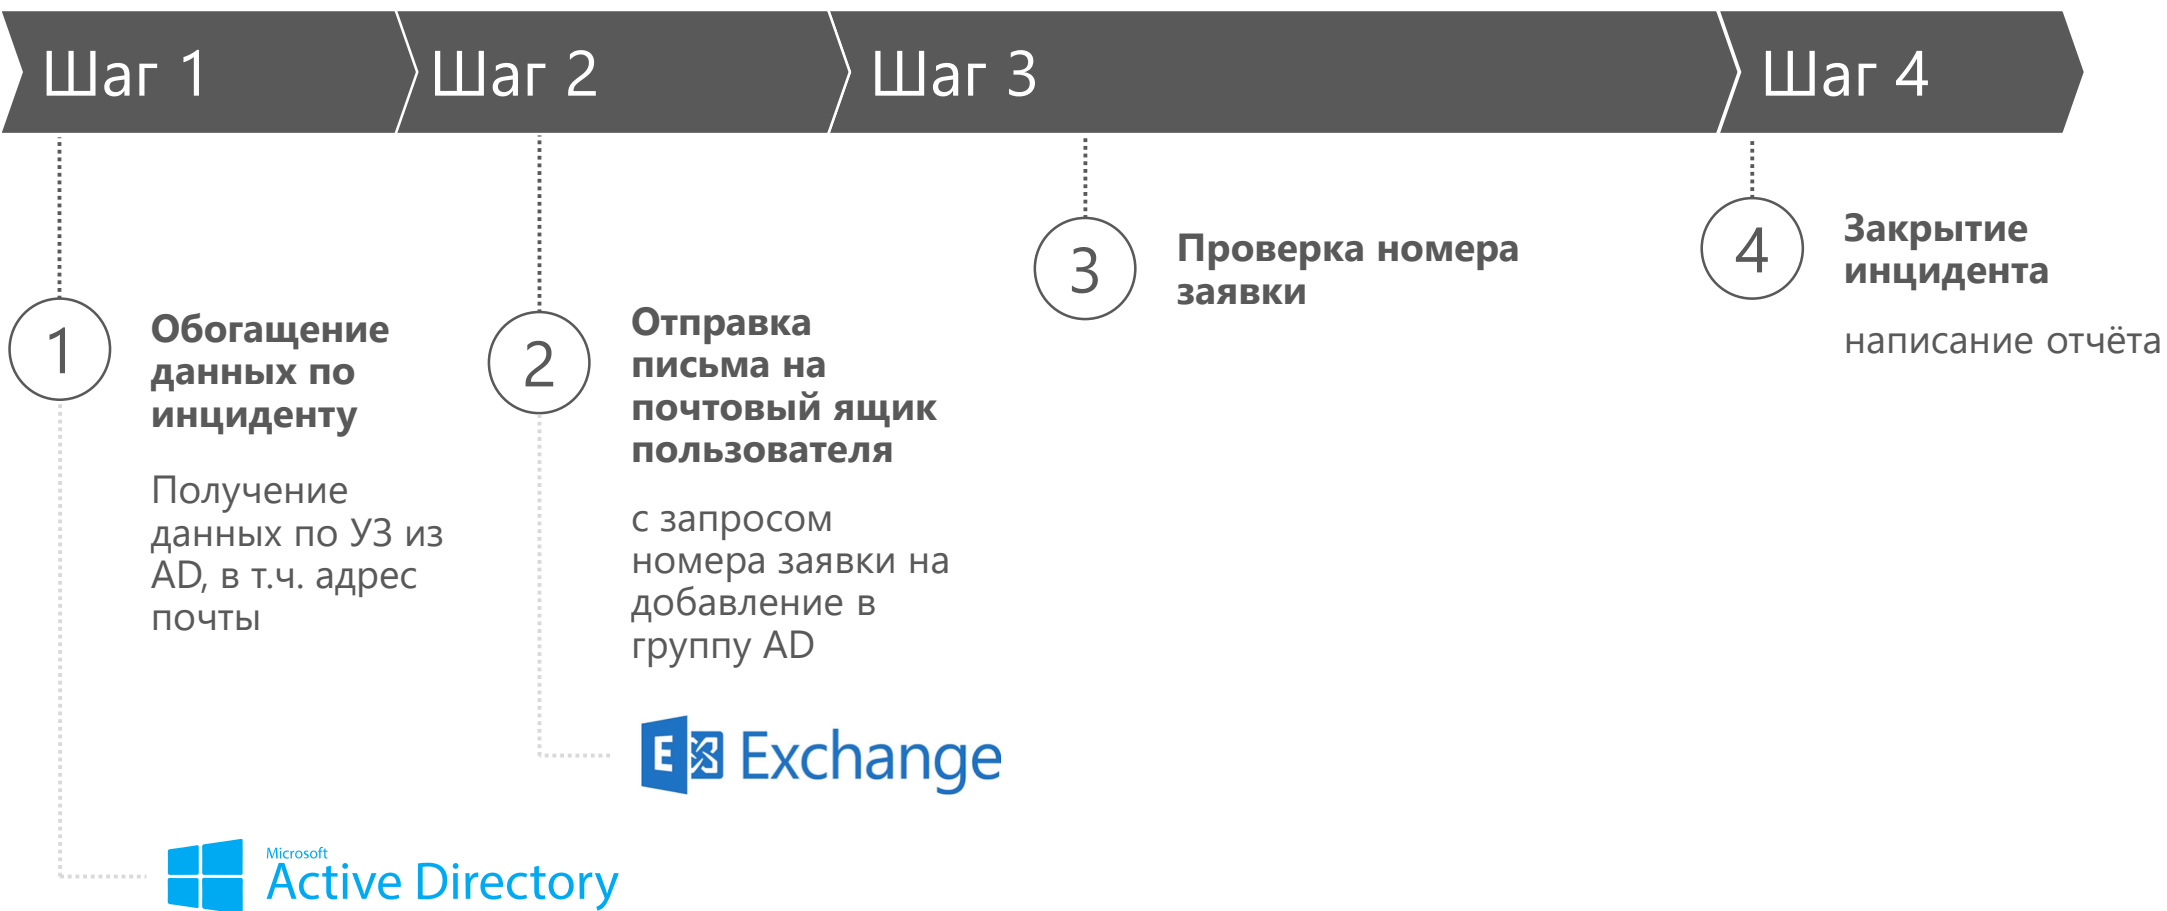 Шаг 1
Шаг 2
Шаг 3
Шаг 4
1
Обогащение
данных по
инциденту
Получение
данных по УЗ из
AD, в т.ч. адрес
почты
Microsoft
Active Directory
2
Отправка
письма на
почтовый ящик
пользователя
с запросом
номера заявки на
добавление в
группу AD
E Exchange
3
Проверка номера
заявки
4
Закрытие
инцидента
написание отчёта